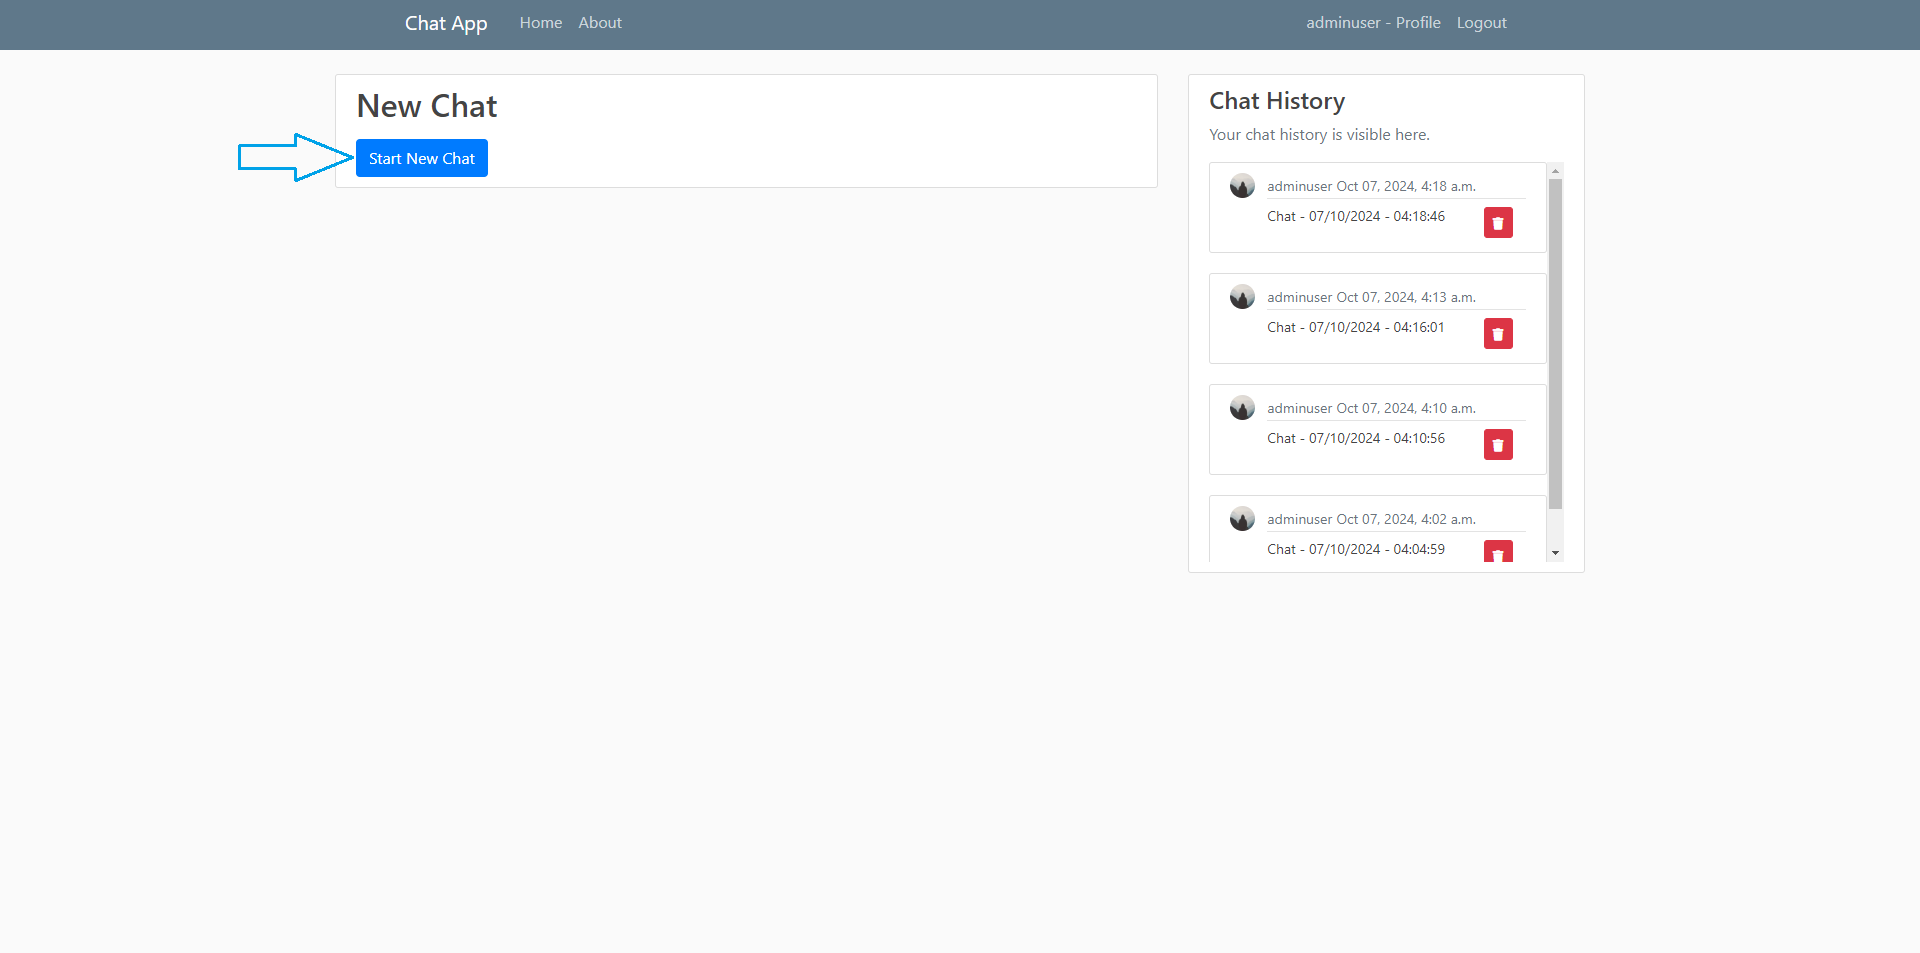 Chat App Home About adminuser - Profile Logout
New Chat
Start New Chat
Chat History
Your chat history is visible here.
adminuser Oct 07, 2024, 4:18 a.m.
Chat - 07/10/2024 - 04:18:46
adminuser Oct 07, 2024, 4:13 a.m.
Chat - 07/10/2024 - 04:16:01
adminuser Oct 07, 2024, 4:10 a.m.
Chat - 07/10/2024 - 04:10:56
adminuser Oct 07, 2024, 4:02 a.m.
Chat - 07/10/2024 - 04:04:59